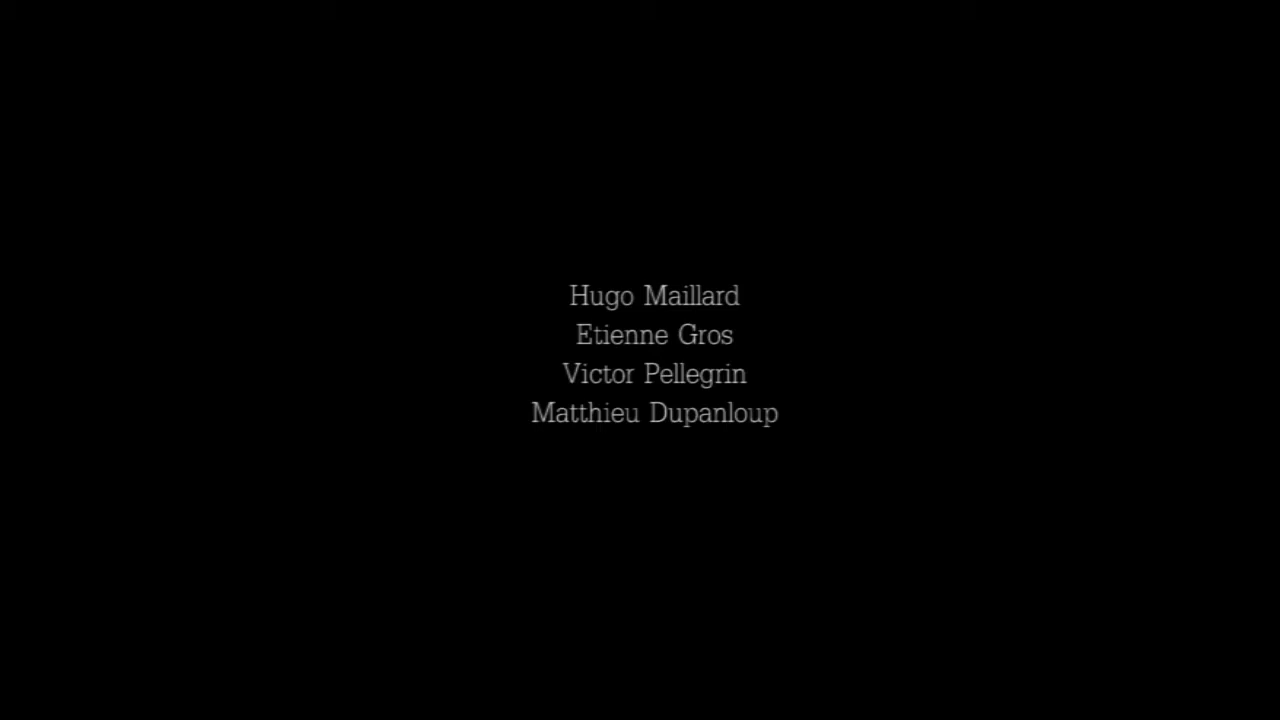 Hugo Maillard
Etienne Gros
Victor Pellegrin
Matthieu Dupanloup